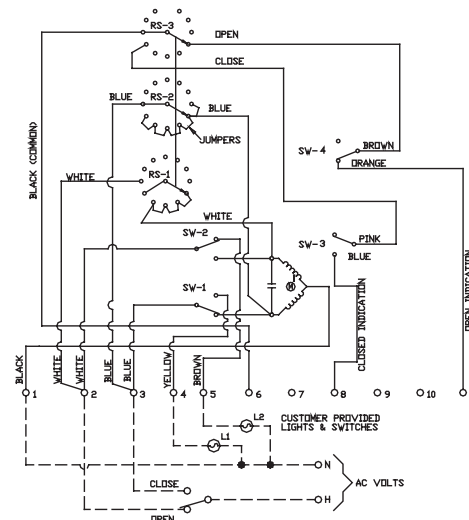 RS-3
OPEN
CLOSE
BLUE
RS-2
BLUE
JUMPERS
BLACK (COMMON)
SW-4
BROWN
ORANGE
WHITE
RS-1
WHITE
SW-2
SW-3
PINK
BLUE
M
SW-1
CLOSED INDICATION
OPEN INDICATION
BLACK
WHITE
WHITE
BLUE
BLUE
YELLOW
BROWN
1 2 3 4 5 6 7 8 9 10
L2
CUSTOMER PROVIDED
LIGHTS & SWITCHES
L1
N
CLOSE
AC VOLTS
H
OPEN